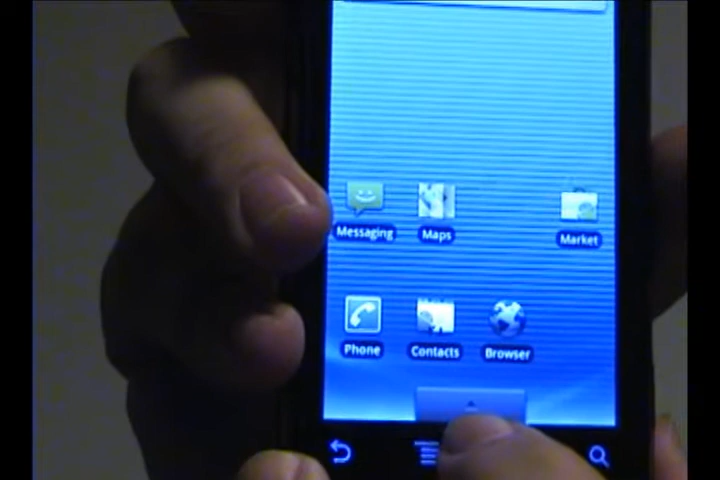 Messaging
Maps
Market
Phone
Contacts
Browser